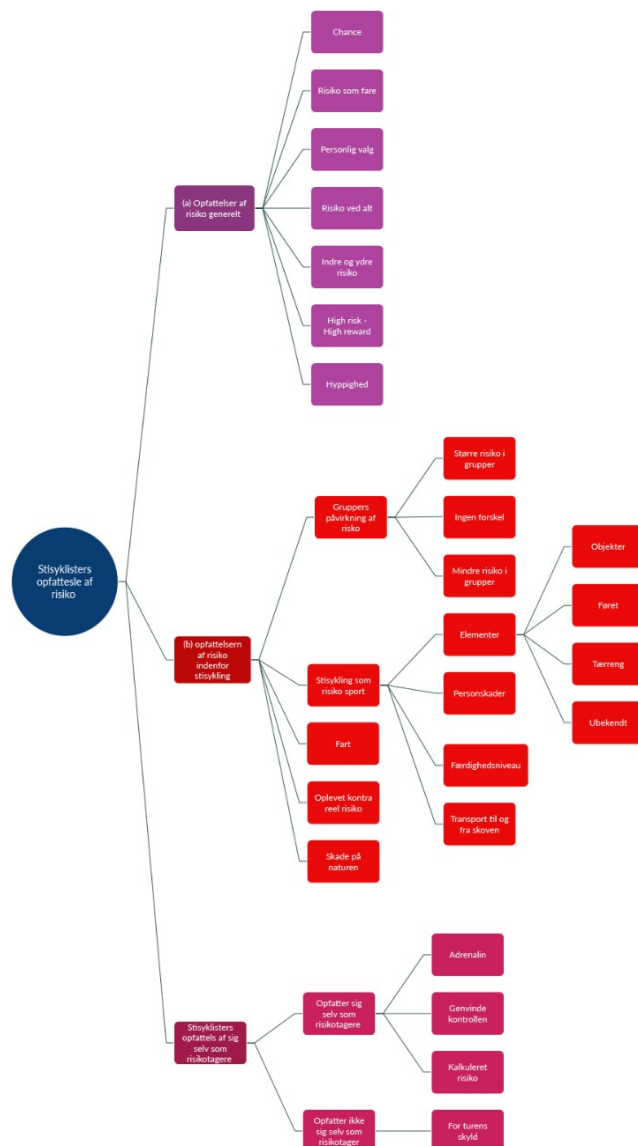 Stisyklisters
opfattesle af
risiko
(a) Opfattelser af
risiko generelt
Chance
Risiko som fare
Personlig valg
Risiko ved alt
Indre og ydre
risiko
High risk -
High reward
Hyppighed
(b) opfattelsern
af risiko
indenfor
stisykling
Gruppers
påvirkning af
risiko
Større risiko i
grupper
Ingen forskel
Mindre risiko i
grupper
Stisykling som
risiko sport
Elementer
Objekter
Føret
Tærreng
Ubekendt
Personskader
Færdighedsniveau
Transport til og
fra skoven
Fart
Oplevet kontra
reel risiko
Skade på
naturen
Stisyklisters
opfattels af sig
selv som
risikotagere
Opfatter sig
selv som
risikotagere
Adrenalin
Genvinde
kontrollen
Kalkuleret
risiko
Opfatter ikke
sig selv som
risikotager
For turens
skyld